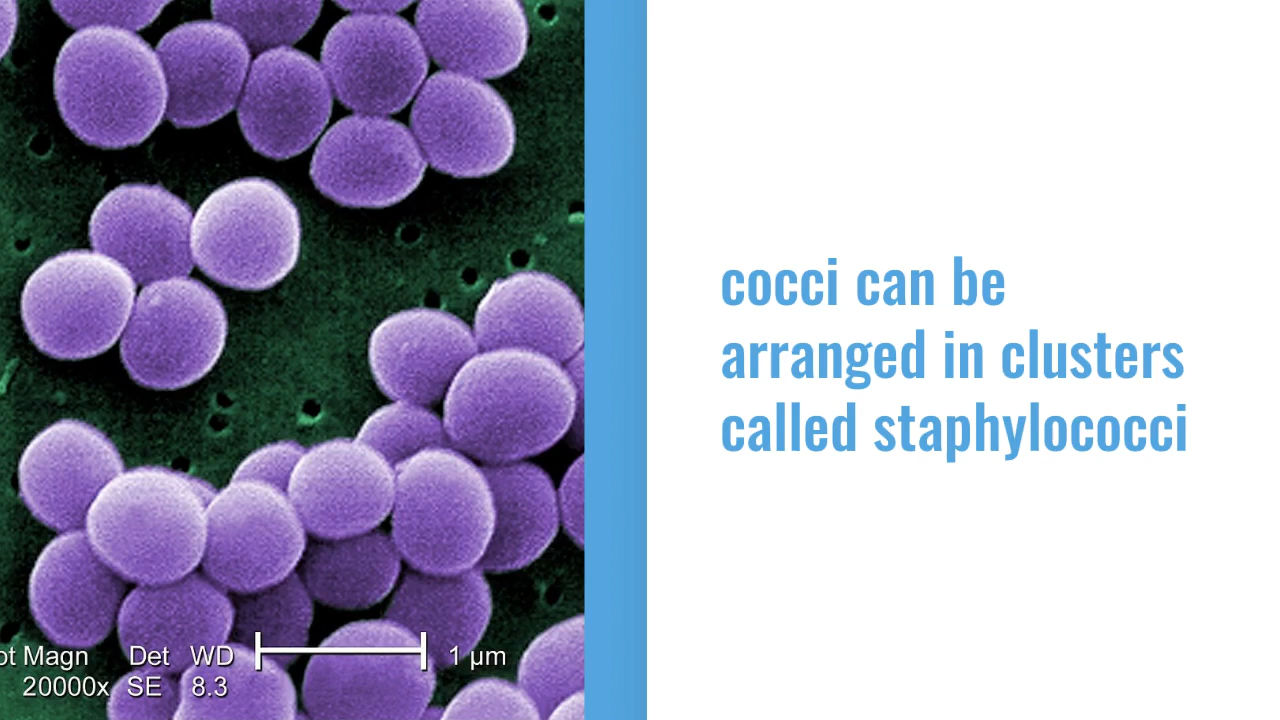 cocci can be
arranged in clusters
called staphylococci
ot Magn Det WD 1 µm
20000x SE 8.3